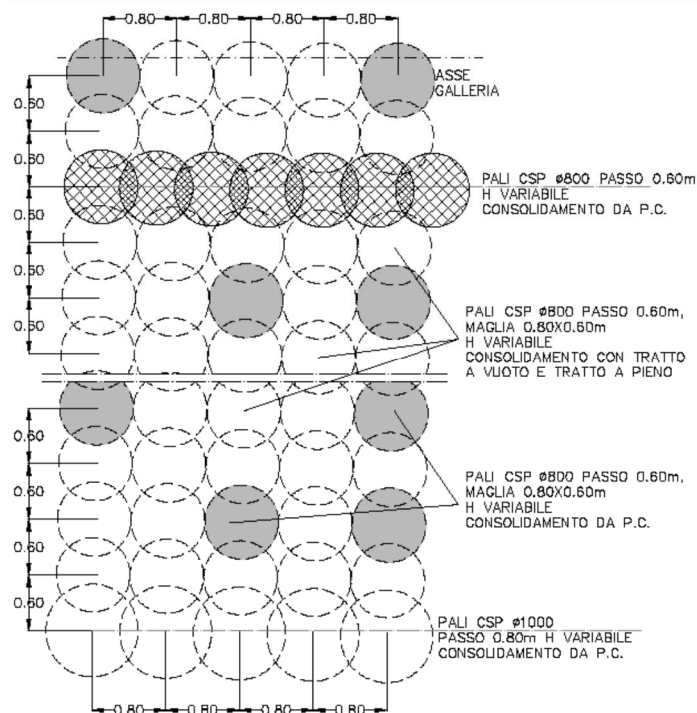 0.80 0.80 0.80 0.80
ASSE
GALLERIA
0.60
0.60
0.60
0.60
0.60
PALI CSP ø800 PASSO 0.60m
H VARIABILE
CONSOLIDAMENTO DA P.C.
PALI CSP ø800 PASSO 0.60m,
MAGLIA 0.80X0.60m
H VARIABILE
CONSOLIDAMENTO CON TRATTO
A VUOTO E TRATTO A PIENO
0.60
0.60
0.60
0.60
PALI CSP ø800 PASSO 0.60m,
MAGLIA 0.80X0.60m
H VARIABILE
CONSOLIDAMENTO DA P.C.
PALI CSP ø1000
PASSO 0.80m H VARIABILE
CONSOLIDAMENTO DA P.C.
0.80 0.80 0.80 0.80